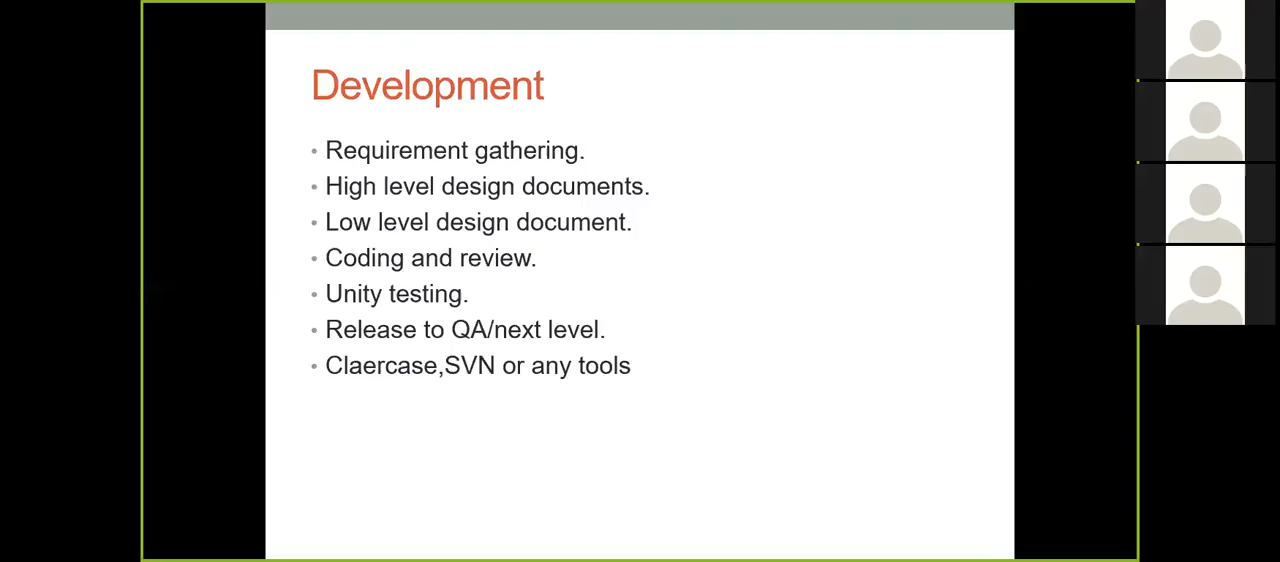 Development
• Requirement gathering.
• High level design documents.
• Low level design document.
• Coding and review.
• Unity testing.
• Release to QA/next level.
• Claercase,SVN or any tools